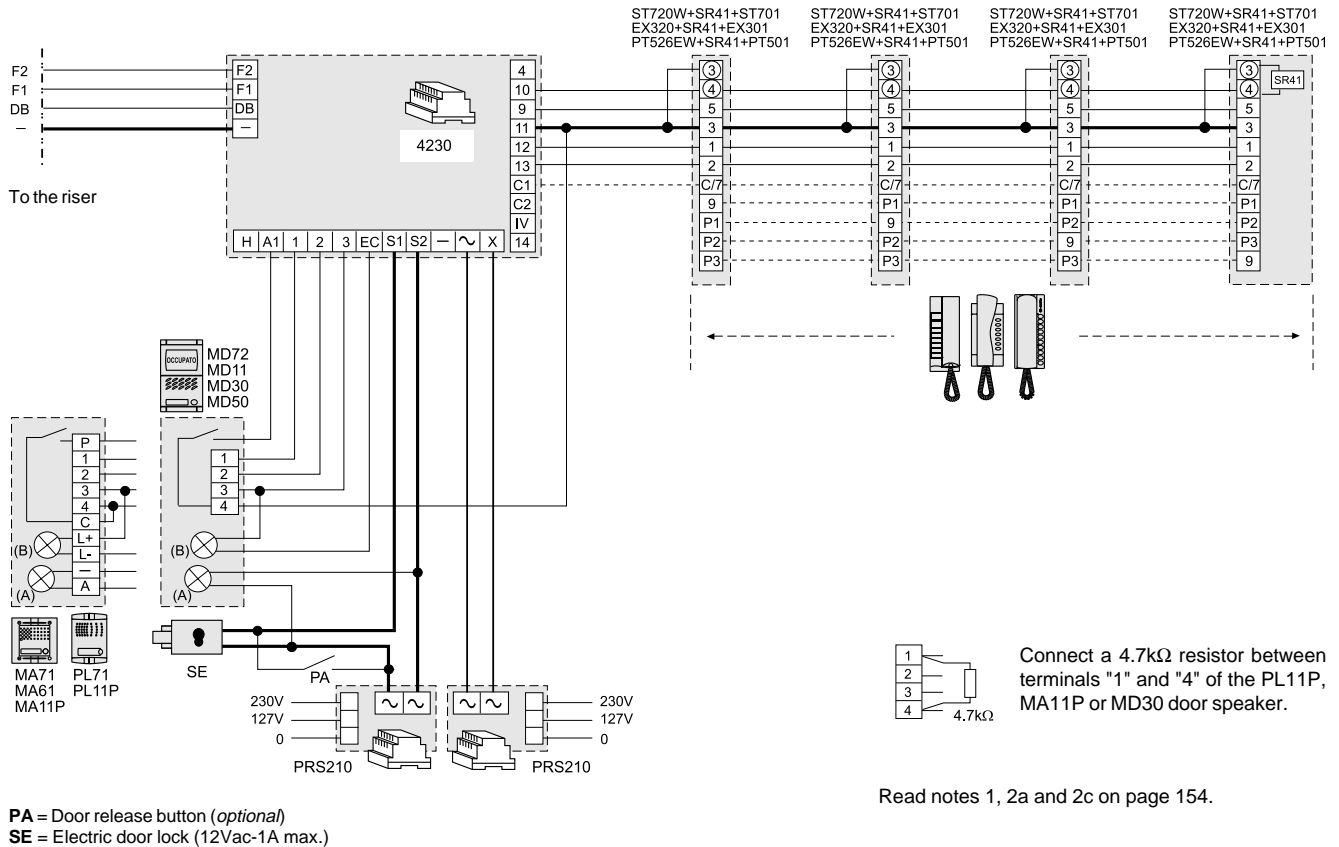 ST720W+SR41+ST701 ST720W+SR41+ST701 ST720W+SR41+ST701 ST720W+SR41+ST701
EX320+SR41+EX301 EX320+SR41+EX301 EX320+SR41+EX301 EX320+SR41+EX301
PT526EW+SR41+PT501 PT526EW+SR41+PT501 PT526EW+SR41+PT501 PT526EW+SR41+PT501
F2 F2 4 3 3 3 3 SR41
F1 F1 10 4 4 4 4
DB DB 9 5 5 5 5
— — 11 3 3 3 3
4230
12 1 1 1 1
13 2 2 2 2
To the riser
C1 C/7 C/7 C/7 C/7
C2 9 P1 P1 P1
IV P1 9 P2 P2
H A1 1 2 3 EC S1 S2 — ~ X 14 P2 P2 9 P3
P3 P3 P3 9
OCCUPATO
MD72
MD11
MD30
MD50
P
1 1
2 2
3 3
4 4
C
L+
(B) L- (B)
—
(A) A (A)
MA71 PL71
MA61 PL11P
MA11P
SE
PA
230V ~ ~ ~ ~ 230V
127V 127V
0 0
PRS210 PRS210
1
2
3
4
4.7kΩ
Connect a 4.7kΩ resistor between
terminals "1" and "4" of the PL11P,
MA11P or MD30 door speaker.
Read notes 1, 2a and 2c on page 154.
PA = Door release button (optional)
SE = Electric door lock (12Vac-1A max.)